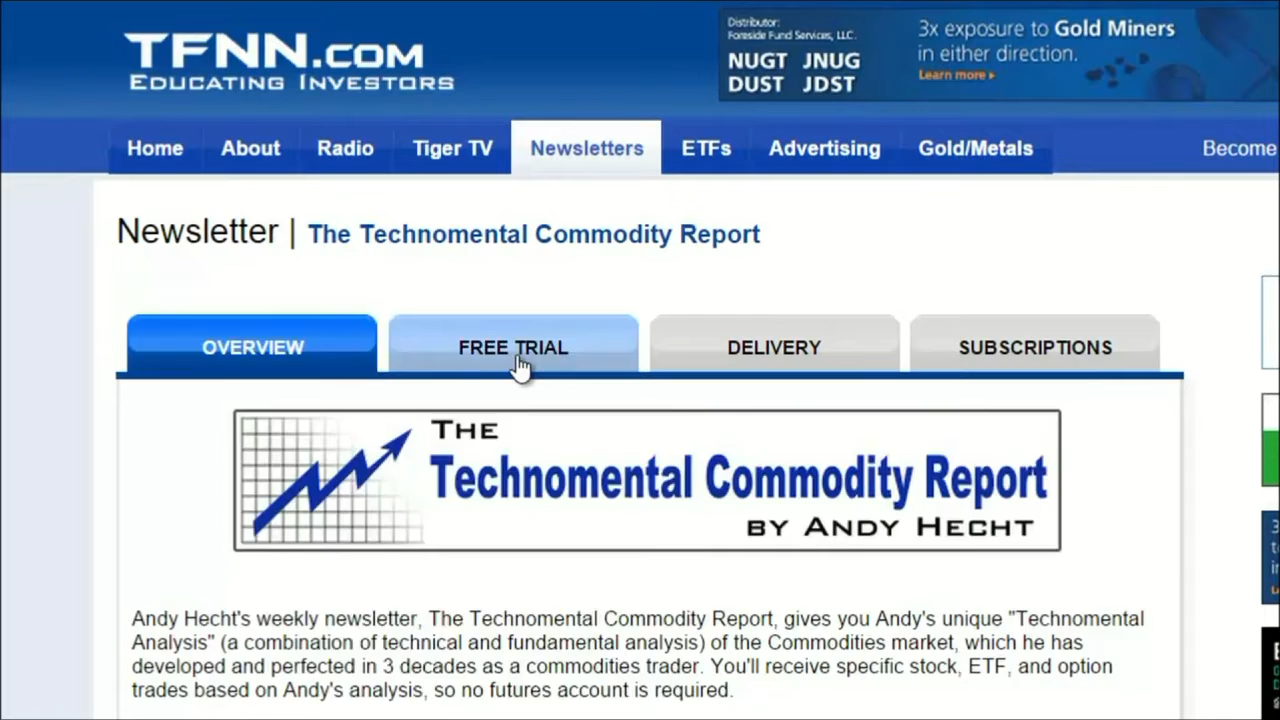 TFNN.COM
EDUCATING INVESTORS
Distributor:
Foreside Fund Services, LLC.
NUGT JNUG
DUST JDST
3x exposure to Gold Miners
in either direction.
Learn more
Home About Radio Tiger TV Newsletters ETFs Advertising Gold/Metals Become
Newsletter | The Technomental Commodity Report
OVERVIEW FREE TRIAL DELIVERY SUBSCRIPTIONS
THE
Technomental Commodity Report
BY ANDY HECHT
Andy Hecht's weekly newsletter, The Technomental Commodity Report, gives you Andy's unique "Technomental
Analysis" (a combination of technical and fundamental analysis) of the Commodities market, which he has
developed and perfected in 3 decades as a commodities trader. You'll receive specific stock, ETF, and option
trades based on Andy's analysis, so no futures account is required.